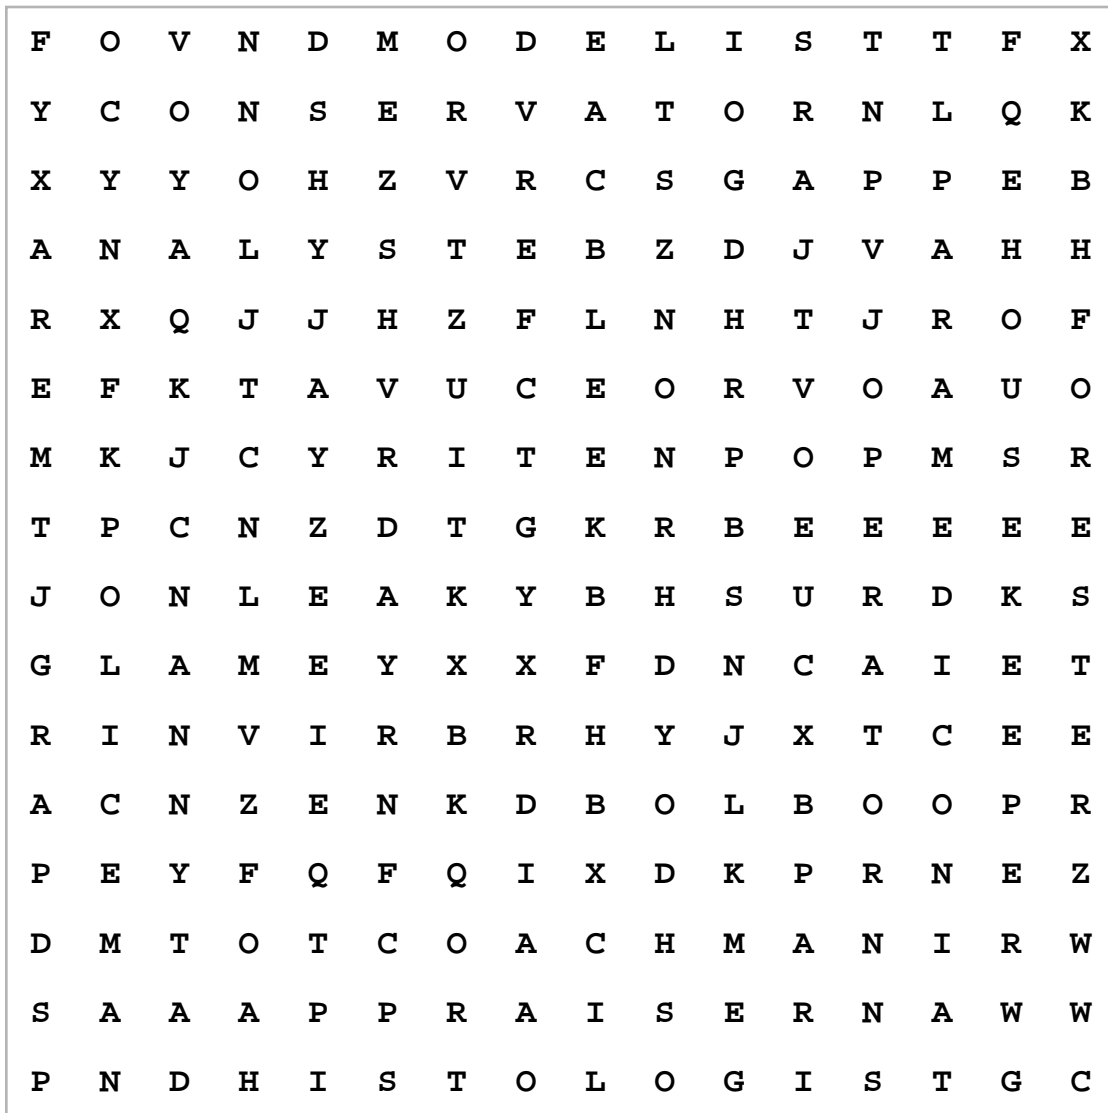 F O V N D M O D E L I S T T F X
Y C O N S E R V A T O R N L Q K
X Y Y O H Z V R C S G A P P E B
A N A L Y S T E B Z D J V A H H
R X Q J J H Z F L N H T J R O F
E F K T A V U C E O R V O A U O
M K J C Y R I T E N P O P M S R
T P C N Z D T G K R B E E E E E
J O N L E A K Y B H S U R D K S
G L A M E Y X X F D N C A I E T
R I N V I R B R H Y J X T C E E
A C N Z E N K D B O L B O O P R
P E Y F Q F Q I X D K P R N E Z
D M T O T C O A C H M A N I R W
S A A A P P R A I S E R N A W W
P N D H I S T O L O G I S T G C